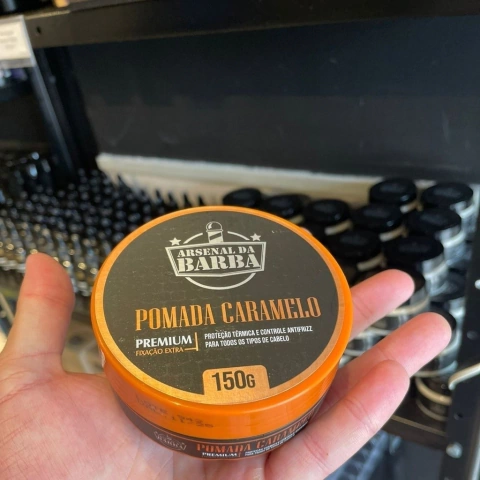 ARSENAL DA
BARBA
POMADA CARAMELO
PREMIUM
FIXAÇÃO EXTRA
PROTEÇÃO TÉRMICA E CONTROLE ANTIFRIZZ
PARA TODOS OS TIPOS DE CABELO
150G
POMADA CARAME
PREMIUM